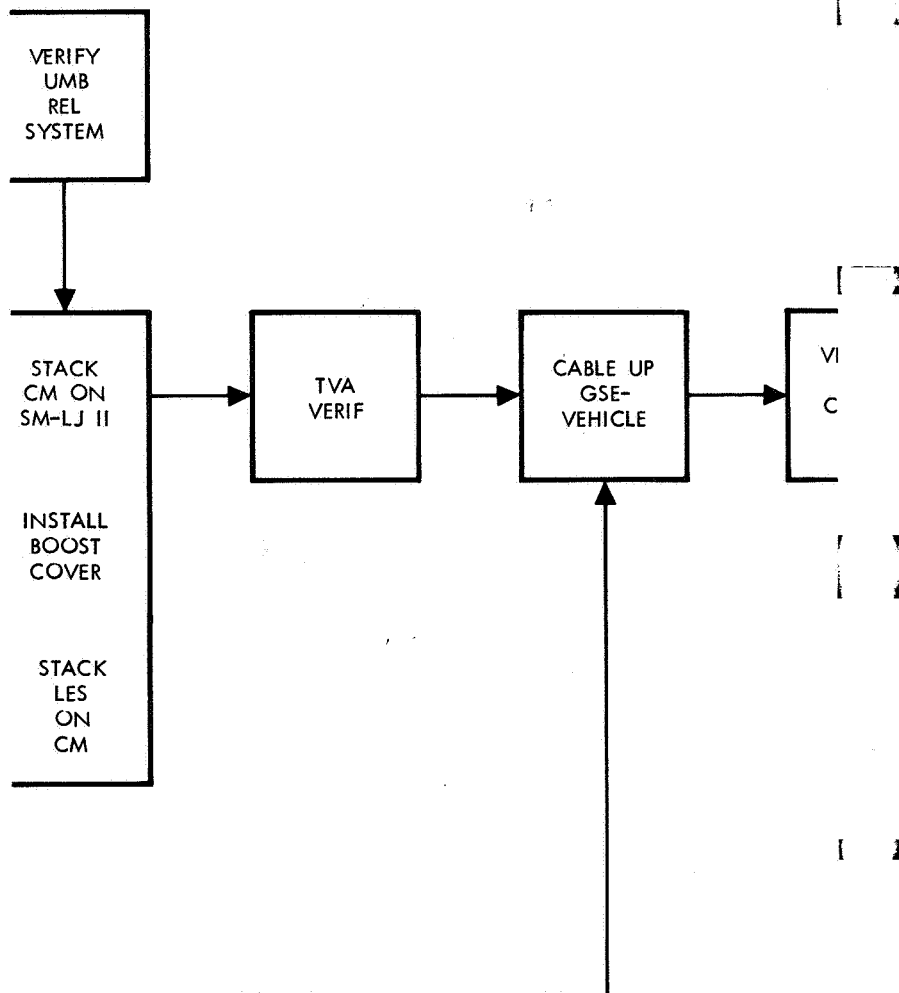 VERIFY
UMB
REL
SYSTEM
STACK
CM ON
SM-LJ II
INSTALL
BOOST
COVER
STACK
LES
ON
CM
TVA
VERIF
CABLE UP
GSE-
VEHICLE